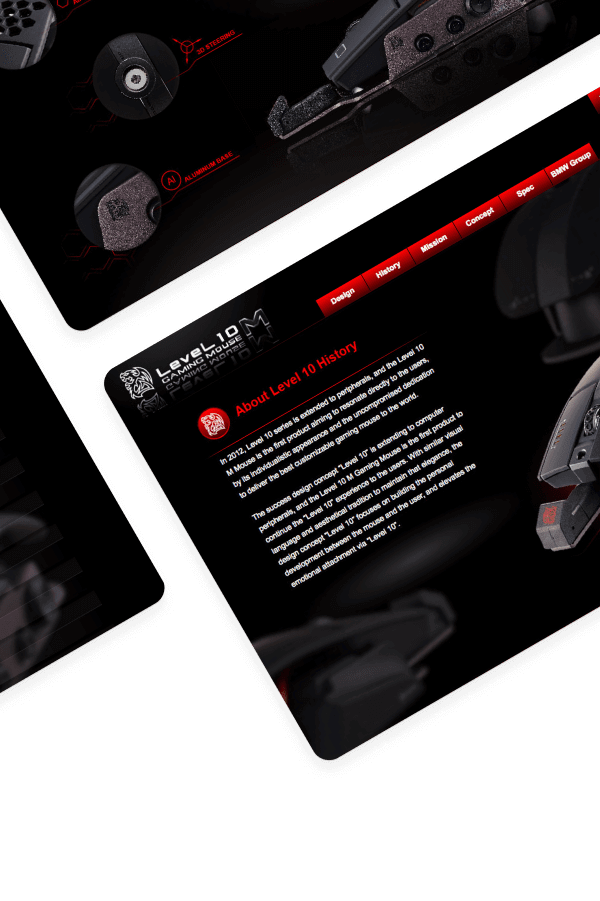 3D STEERING
Al
ALUMINUM BASE
Design
History
Mission
Concept
Spec
BMW Group
LEVEL 10 M
GAMING MOUSE
About Level 10 History
In 2012, Level 10 series is extended to peripherals, and the Level 10
M Mouse is the first product aiming to resonate directly to the users,
by its individualistic appearance and the uncompromised dedication
to deliver the best customizable gaming mouse to the world.
The success design concept "Level 10" is extending to computer
peripherals, and the Level 10 M Gaming Mouse is the first product to
continue the "Level 10" experience to the users. With similar visual
language and aesthetical tradition to maintain that elegance, the
design concept "Level 10" focuses on building the personal
development between the mouse and the user, and elevates the
emotional attachment via "Level 10".